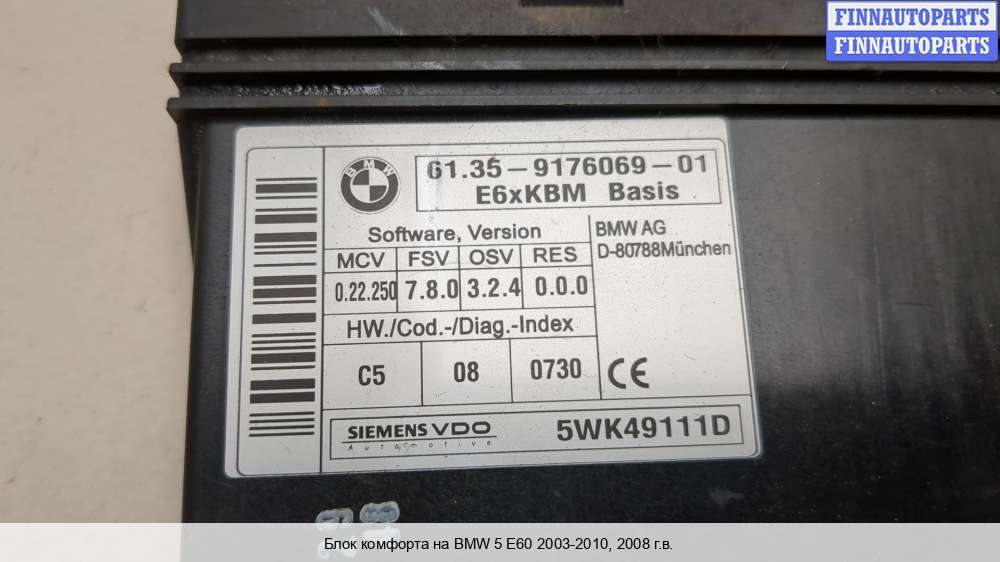 FINNAUTOPARTS
FINNAUTOPARTS
BMW
61.35-9176069-01
E6xKBM Basis
Software, Version
MCV FSV OSV RES
0.22.250 7.8.0 3.2.4 0.0.0
HW./Cod.-/Diag.-Index
C5 08 0730
BMW AG
D-80788München
CE
SIEMENS VDO
Automotive
5WK49111D
Блок комфорта на BMW 5 E60 2003-2010, 2008 г.в.